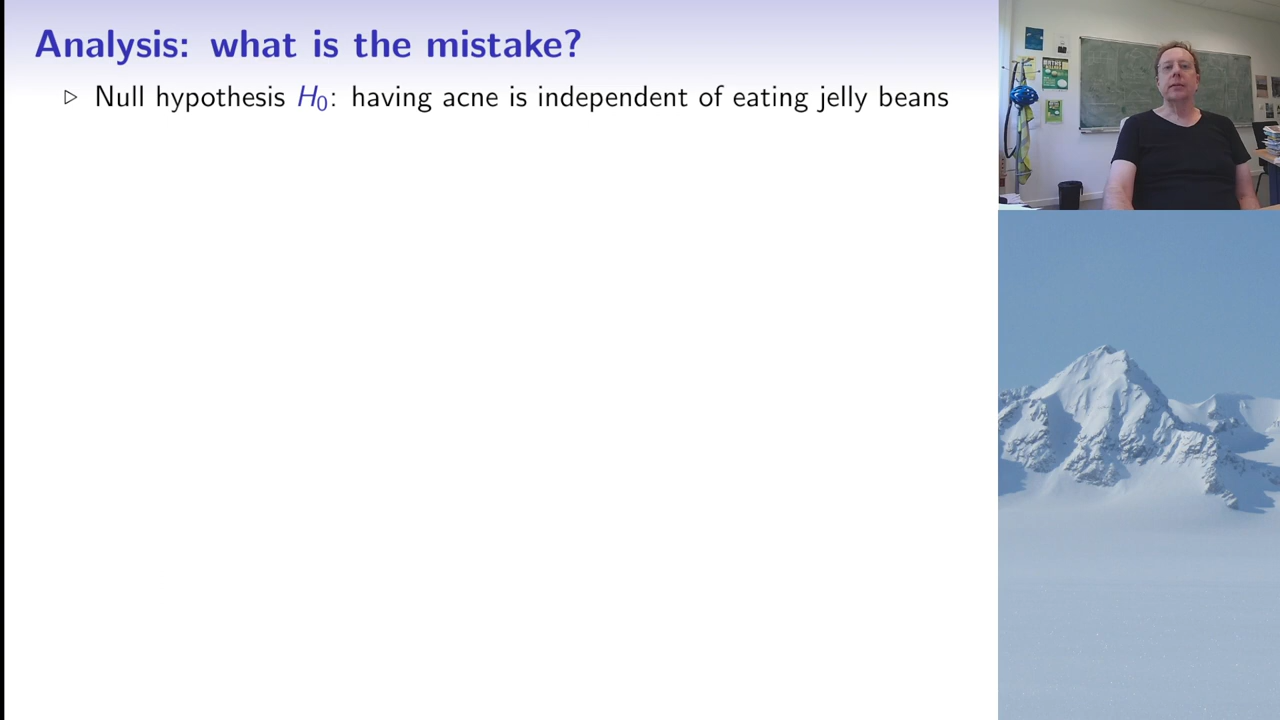 Analysis: what is the mistake?
▷ Null hypothesis H₀: having acne is independent of eating jelly beans